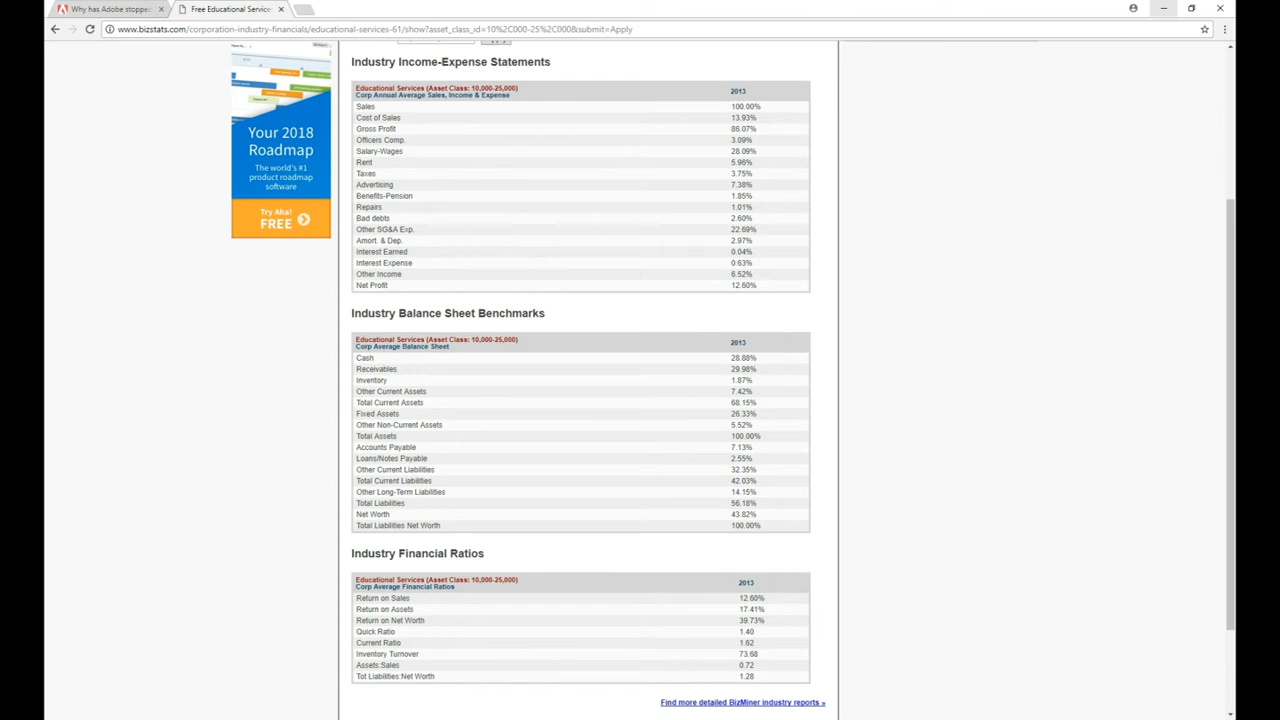 Why has Adobe stopped
Free Educational Service
www.bizstats.com/corporation-industry-financials/educational-services-61/show?asset_class_id=10%2C000-25%2C000&submit=Apply
Your 2018
Roadmap
The world's #1
product roadmap
software
Try Aha!
FREE
Industry Income-Expense Statements
Educational Services (Asset Class: 10,000-25,000)
Corp Annual Average Sales, Income & Expense 2013
Sales 100.00%
Cost of Sales 13.93%
Gross Profit 86.07%
Officers Comp. 3.09%
Salary-Wages 28.09%
Rent 5.96%
Taxes 3.75%
Advertising 7.38%
Benefits-Pension 1.85%
Repairs 1.01%
Bad debts 2.60%
Other SG&A Exp. 22.69%
Amort. & Dep. 2.97%
Interest Earned 0.04%
Interest Expense 0.63%
Other Income 6.52%
Net Profit 12.60%
Industry Balance Sheet Benchmarks
Educational Services (Asset Class: 10,000-25,000)
Corp Average Balance Sheet 2013
Cash 28.88%
Receivables 29.98%
Inventory 1.87%
Other Current Assets 7.42%
Total Current Assets 68.15%
Fixed Assets 26.33%
Other Non-Current Assets 5.52%
Total Assets 100.00%
Accounts Payable 7.13%
Loans/Notes Payable 2.55%
Other Current Liabilities 32.35%
Total Current Liabilities 42.03%
Other Long-Term Liabilities 14.15%
Total Liabilities 56.18%
Net Worth 43.82%
Total Liabilities Net Worth 100.00%
Industry Financial Ratios
Educational Services (Asset Class: 10,000-25,000)
Corp Average Financial Ratios 2013
Return on Sales 12.60%
Return on Assets 17.41%
Return on Net Worth 39.73%
Quick Ratio 1.40
Current Ratio 1.62
Inventory Turnover 73.68
Assets:Sales 0.72
Tot Liabilities:Net Worth 1.28
Find more detailed BizMiner industry reports »